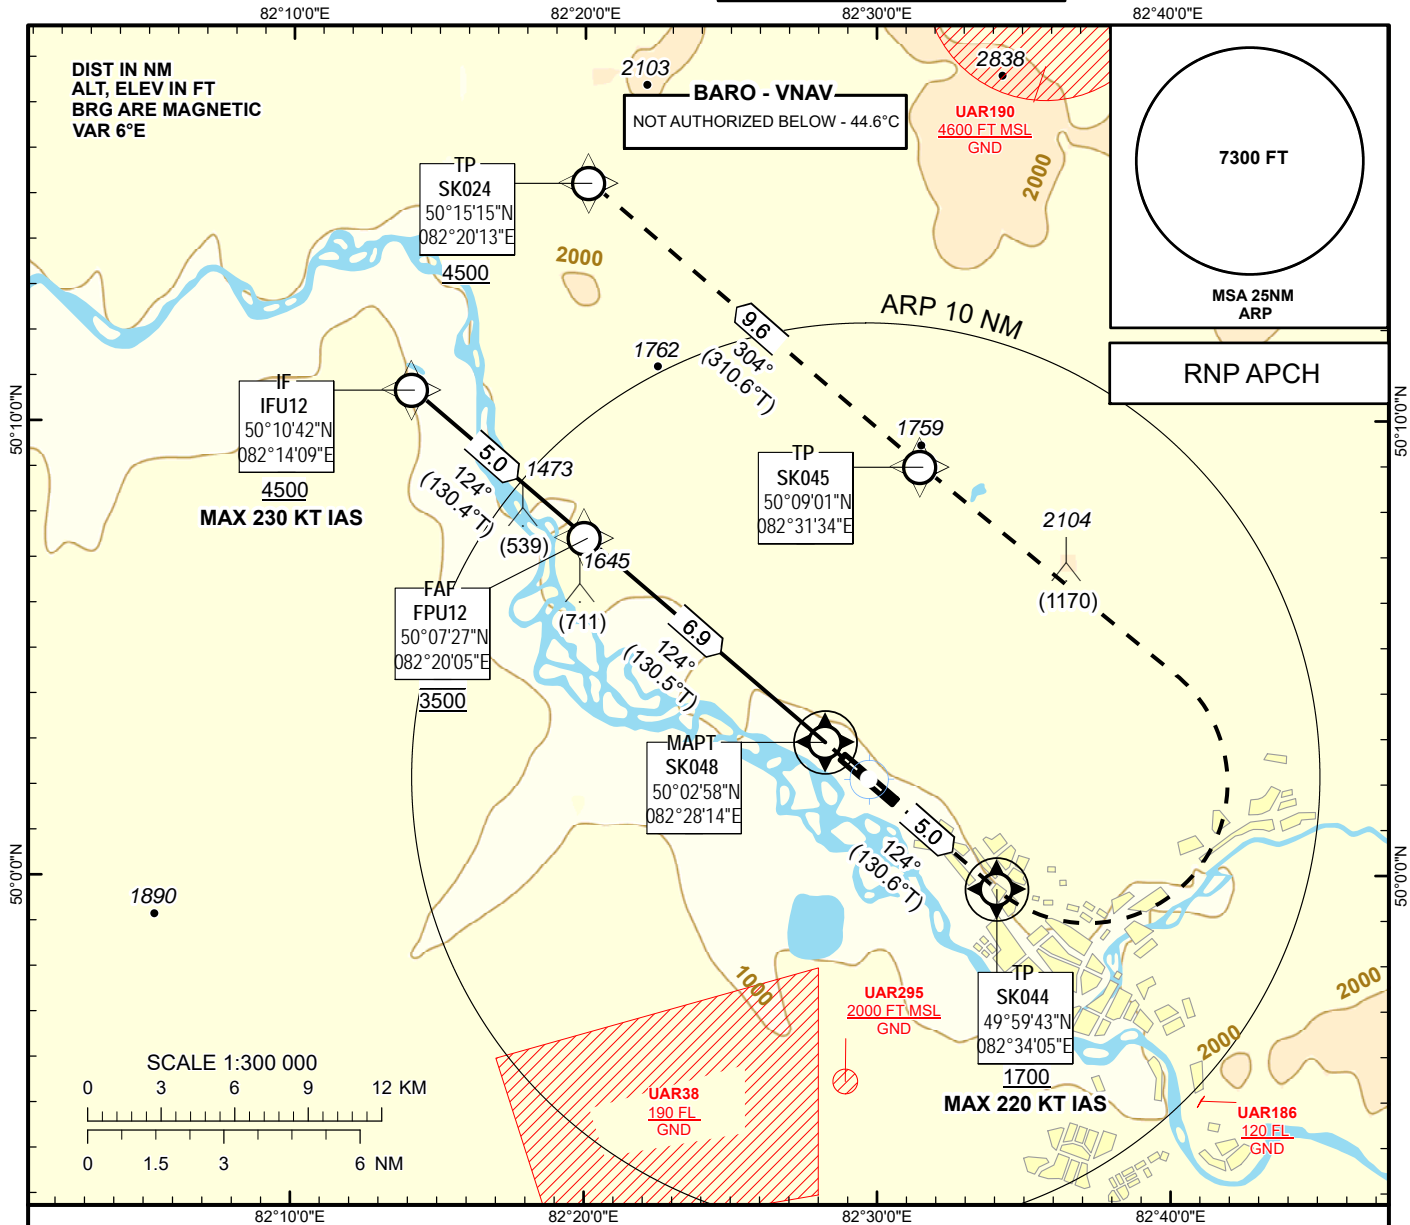 82°10'0"E
82°20'0"E
82°30'0"E
82°40'0"E
DIST IN NM
ALT, ELEV IN FT
BRG ARE MAGNETIC
VAR 6°E
2103
BARO - VNAV
NOT AUTHORIZED BELOW - 44.6°C
2838
UAR190
4600 FT MSL
GND
2000
7300 FT
MSA 25NM
ARP
RNP APCH
TP
SK024
50°15'15"N
082°20'13"E
4500
2000
ARP 10 NM
9.6
304°
(310.6°T)
1762
1759
IF
IFU12
50°10'42"N
082°14'09"E
4500
MAX 230 KT IAS
50°10'0"N
50°10'0"N
5.0
124°
(130.4°T)
1473
(539)
TP
SK045
50°09'01"N
082°31'34"E
2104
(1170)
1645
(711)
FAF
FPU12
50°07'27"N
082°20'05"E
3500
6.9
124°
(130.5°T)
MAPT
SK048
50°02'58"N
082°28'14"E
5.0
124°
(130.6°T)
50°0'0"N
50°0'0"N
1890
1000
UAR295
2000 FT MSL
GND
TP
SK044
49°59'43"N
082°34'05"E
1700
MAX 220 KT IAS
2000
2000
UAR38
190 FL
GND
UAR186
120 FL
GND
SCALE 1:300 000
0 3 6 9 12 KM
0 1.5 3 6 NM
82°10'0"E
82°20'0"E
82°30'0"E
82°40'0"E